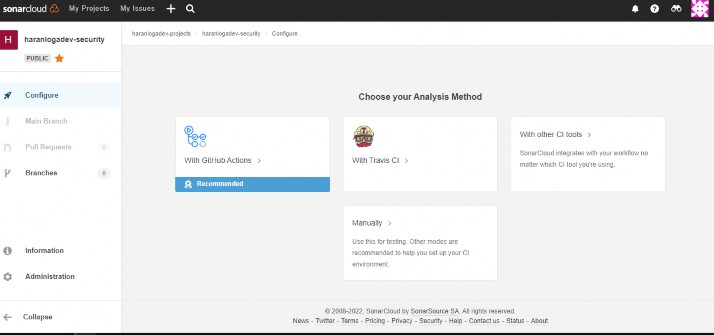 sonarcloud My Projects My Issues
H haranlogadev-security
PUBLIC
haranlogadev-projects / haranlogadev-security / Configure
Configure
Main Branch
Pull Requests 0
Branches 0
Information
Administration
Collapse
Choose your Analysis Method
With GitHub Actions
Recommended
With Travis CI
With other CI tools
SonarCloud integrates with your workflow no
matter which CI tool you're using.
Manually
Use this for testing. Other modes are
recommended to help you set up your CI
environment.
© 2008-2022, SonarCloud by SonarSource SA. All rights reserved.
News - Twitter - Terms - Pricing - Privacy - Security - Help - Contact us - Status - About